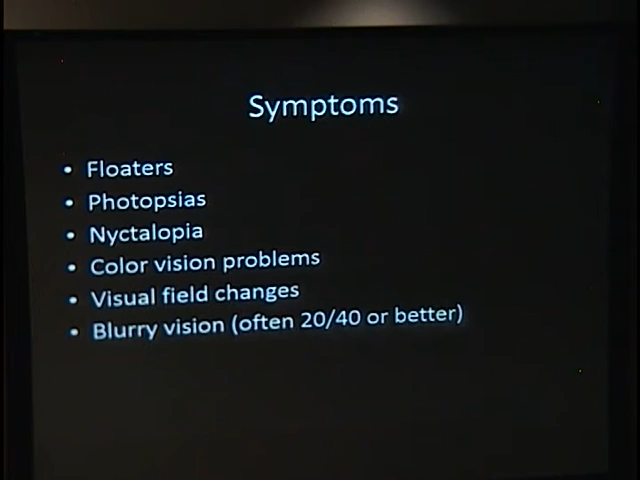 Symptoms
• Floaters
• Photopsias
• Nyctalopia
• Color vision problems
• Visual field changes
• Blurry vision (often 20/40 or better)